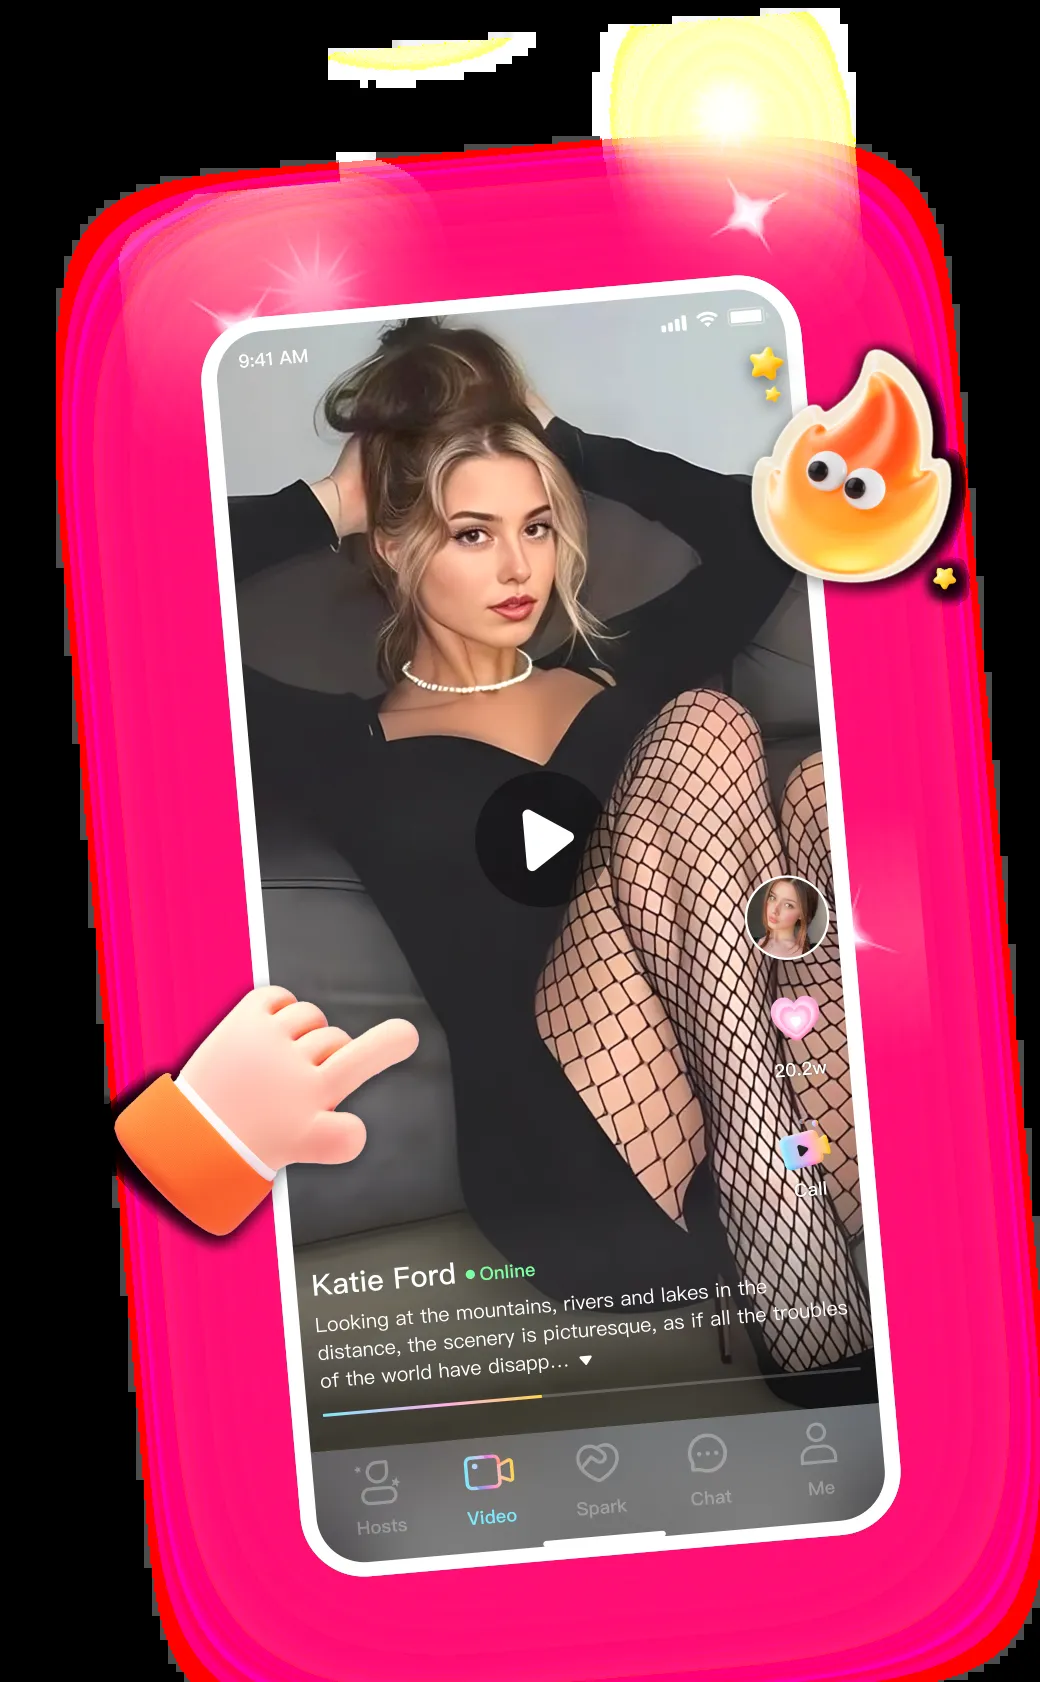 9:41 AM
20.2w
Call
Katie Ford Online
Looking at the mountains, rivers and lakes in the
distance, the scenery is picturesque, as if all the troubles
of the world have disapp...
Hosts
Video
Spark
Chat
Me